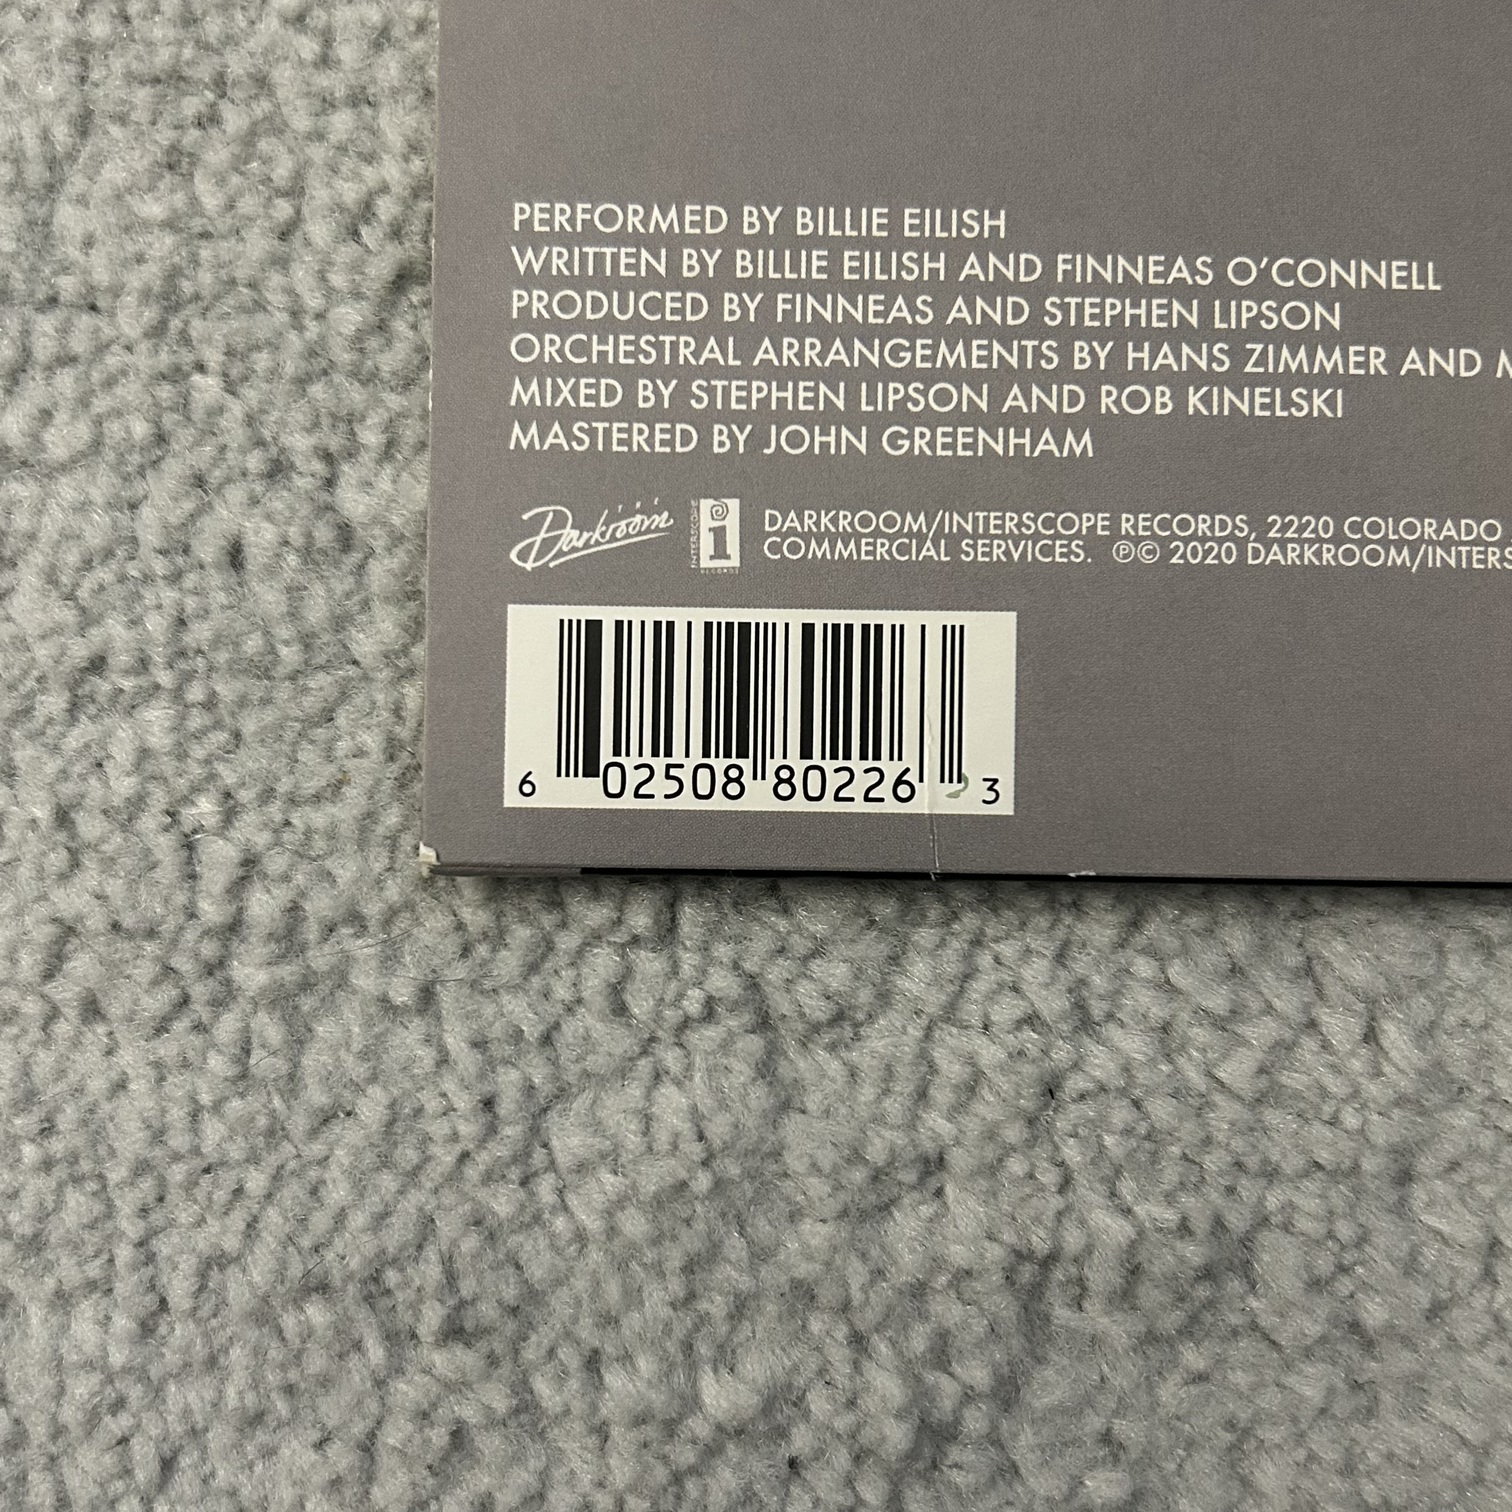 PERFORMED BY BILLIE EILISH
WRITTEN BY BILLIE EILISH AND FINNEAS O'CONNELL
PRODUCED BY FINNEAS AND STEPHEN LIPSON
ORCHESTRAL ARRANGEMENTS BY HANS ZIMMER AND M
MIXED BY STEPHEN LIPSON AND ROB KINELSKI
MASTERED BY JOHN GREENHAM
Darkroom
INTERSCOPE
i
RECORDS
DARKROOM/INTERSCOPE RECORDS, 2220 COLORADO
COMMERCIAL SERVICES. ℗© 2020 DARKROOM/INTERS
6 02508 80226 3